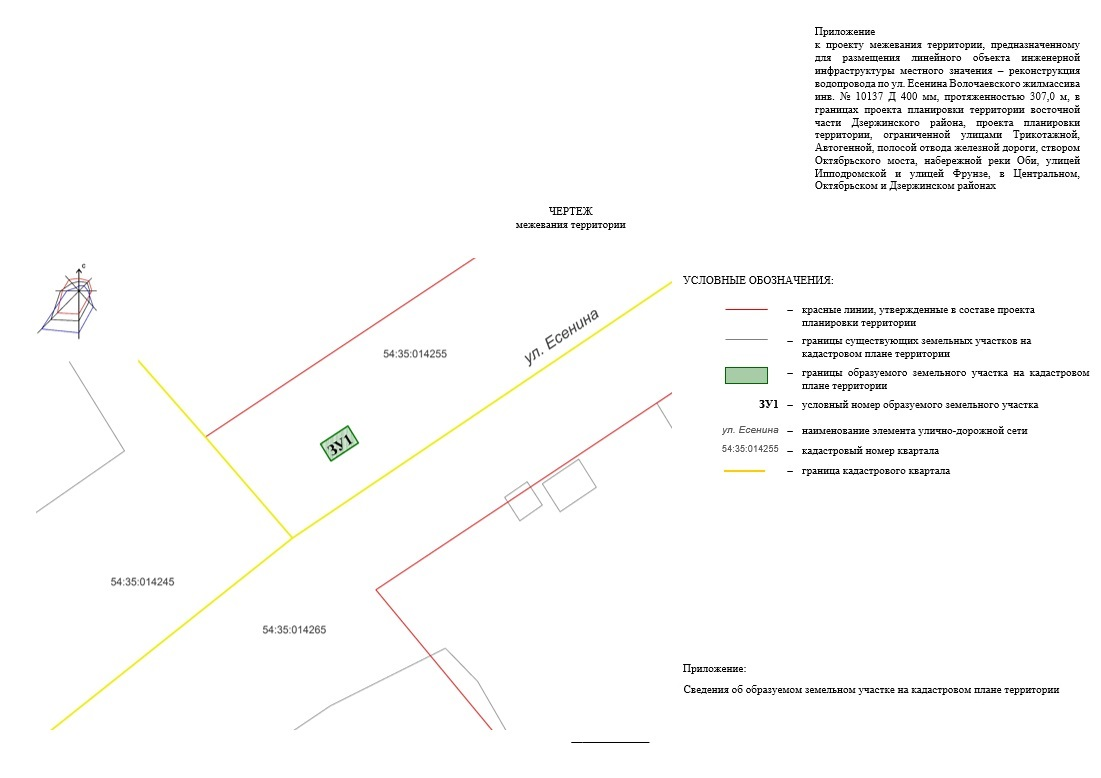 Приложение
к проекту межевания территории, предназначенному
для размещения линейного объекта инженерной
инфраструктуры местного значения – реконструкция
водопровода по ул. Есенина Волочаевского жилмассива
инв. № 10137 Д 400 мм, протяженностью 307,0 м, в
границах проекта планировки территории восточной
части Дзержинского района, проекта планировки
территории, ограниченной улицами Трикотажной,
Автогенной, полосой отвода железной дороги, створом
Октябрьского моста, набережной реки Оби, улицей
Ипподромской и улицей Фрунзе, в Центральном,
Октябрьском и Дзержинском районах
ЧЕРТЕЖ
межевания территории
с
ул. Есенина
54:35:014255
ЗУ1
54:35:014245
54:35:014265
УСЛОВНЫЕ ОБОЗНАЧЕНИЯ:
– красные линии, утвержденные в составе проекта
планировки территории
– границы существующих земельных участков на
кадастровом плане территории
– границы образуемого земельного участка на кадастровом
плане территории
ЗУ1 – условный номер образуемого земельного участка
ул. Есенина – наименование элемента улично-дорожной сети
54:35:014255 – кадастровый номер квартала
– граница кадастрового квартала
Приложение:
Сведения об образуемом земельном участке на кадастровом плане территории